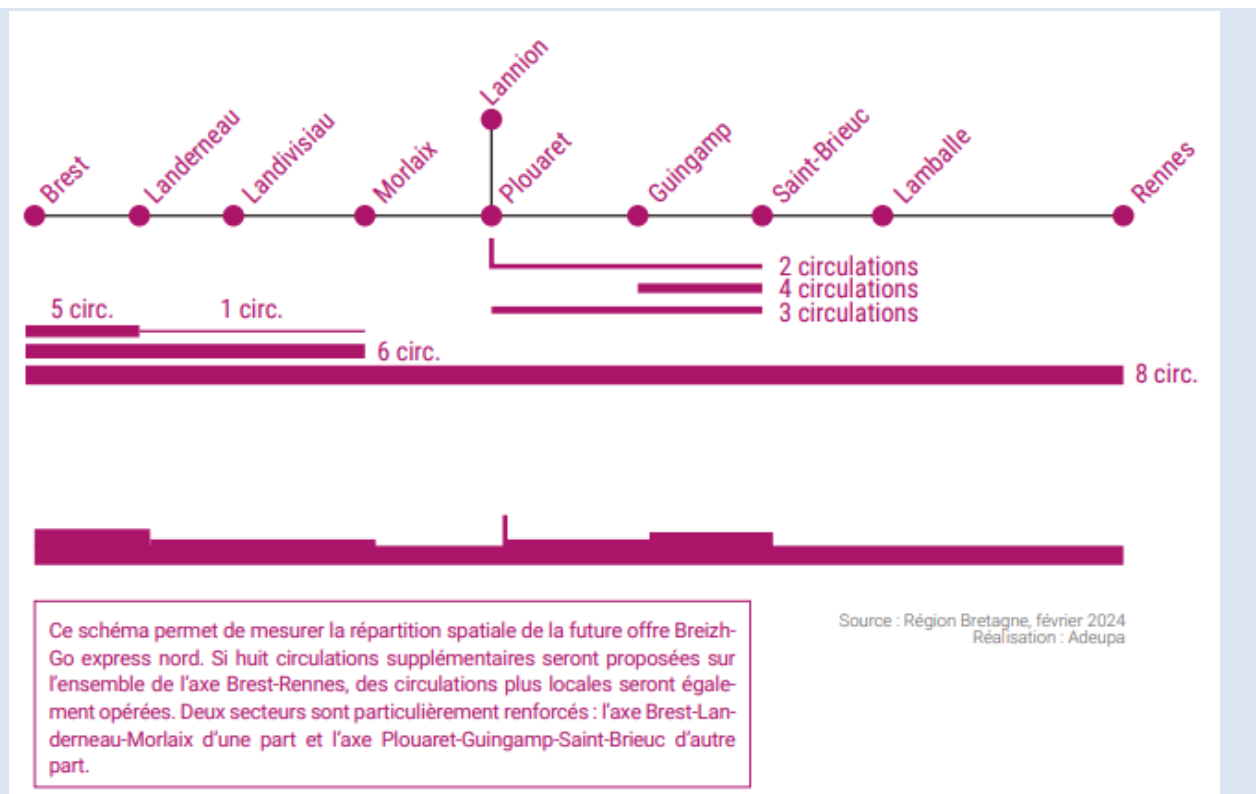 Brest
Landerneau
Landivisiau
Morlaix
Lannion
Plouaret
Guingamp
Saint-Brieuc
Lamballe
Rennes
2 circulations
4 circulations
3 circulations
5 circ.
1 circ.
6 circ.
8 circ.
Ce schéma permet de mesurer la répartition spatiale de la future offre Breizh-
Go express nord. Si huit circulations supplémentaires seront proposées sur
l'ensemble de l'axe Brest-Rennes, des circulations plus locales seront égale-
ment opérées. Deux secteurs sont particulièrement renforcés : l'axe Brest-Lan-
derneau-Morlaix d'une part et l'axe Plouaret-Guingamp-Saint-Brieuc d'autre
part.
Source : Région Bretagne, février 2024
Réalisation : Adeupa